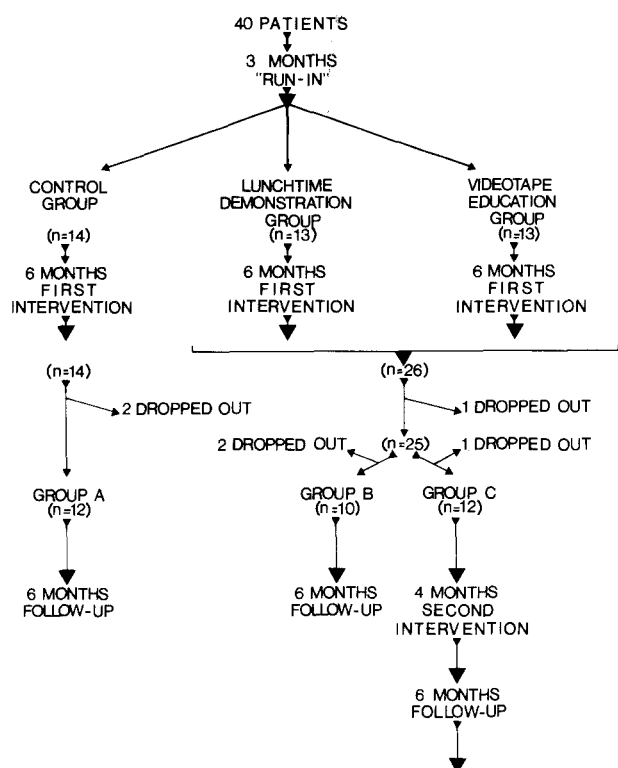 40 PATIENTS
3 MONTHS
"RUN-IN"
CONTROL
GROUP
(n=14)
LUNCHTIME
DEMONSTRATION
GROUP
(n=13)
VIDEOTAPE
EDUCATION
GROUP
(n=13)
6 MONTHS
FIRST
INTERVENTION
6 MONTHS
FIRST
INTERVENTION
6 MONTHS
FIRST
INTERVENTION
(n=14)
(n=26)
2 DROPPED OUT
1 DROPPED OUT
2 DROPPED OUT
(n=25)
1 DROPPED OUT
GROUP A
(n=12)
GROUP B
(n=10)
GROUP C
(n=12)
6 MONTHS
FOLLOW-UP
6 MONTHS
FOLLOW-UP
4 MONTHS
SECOND
INTERVENTION
6 MONTHS
FOLLOW-UP